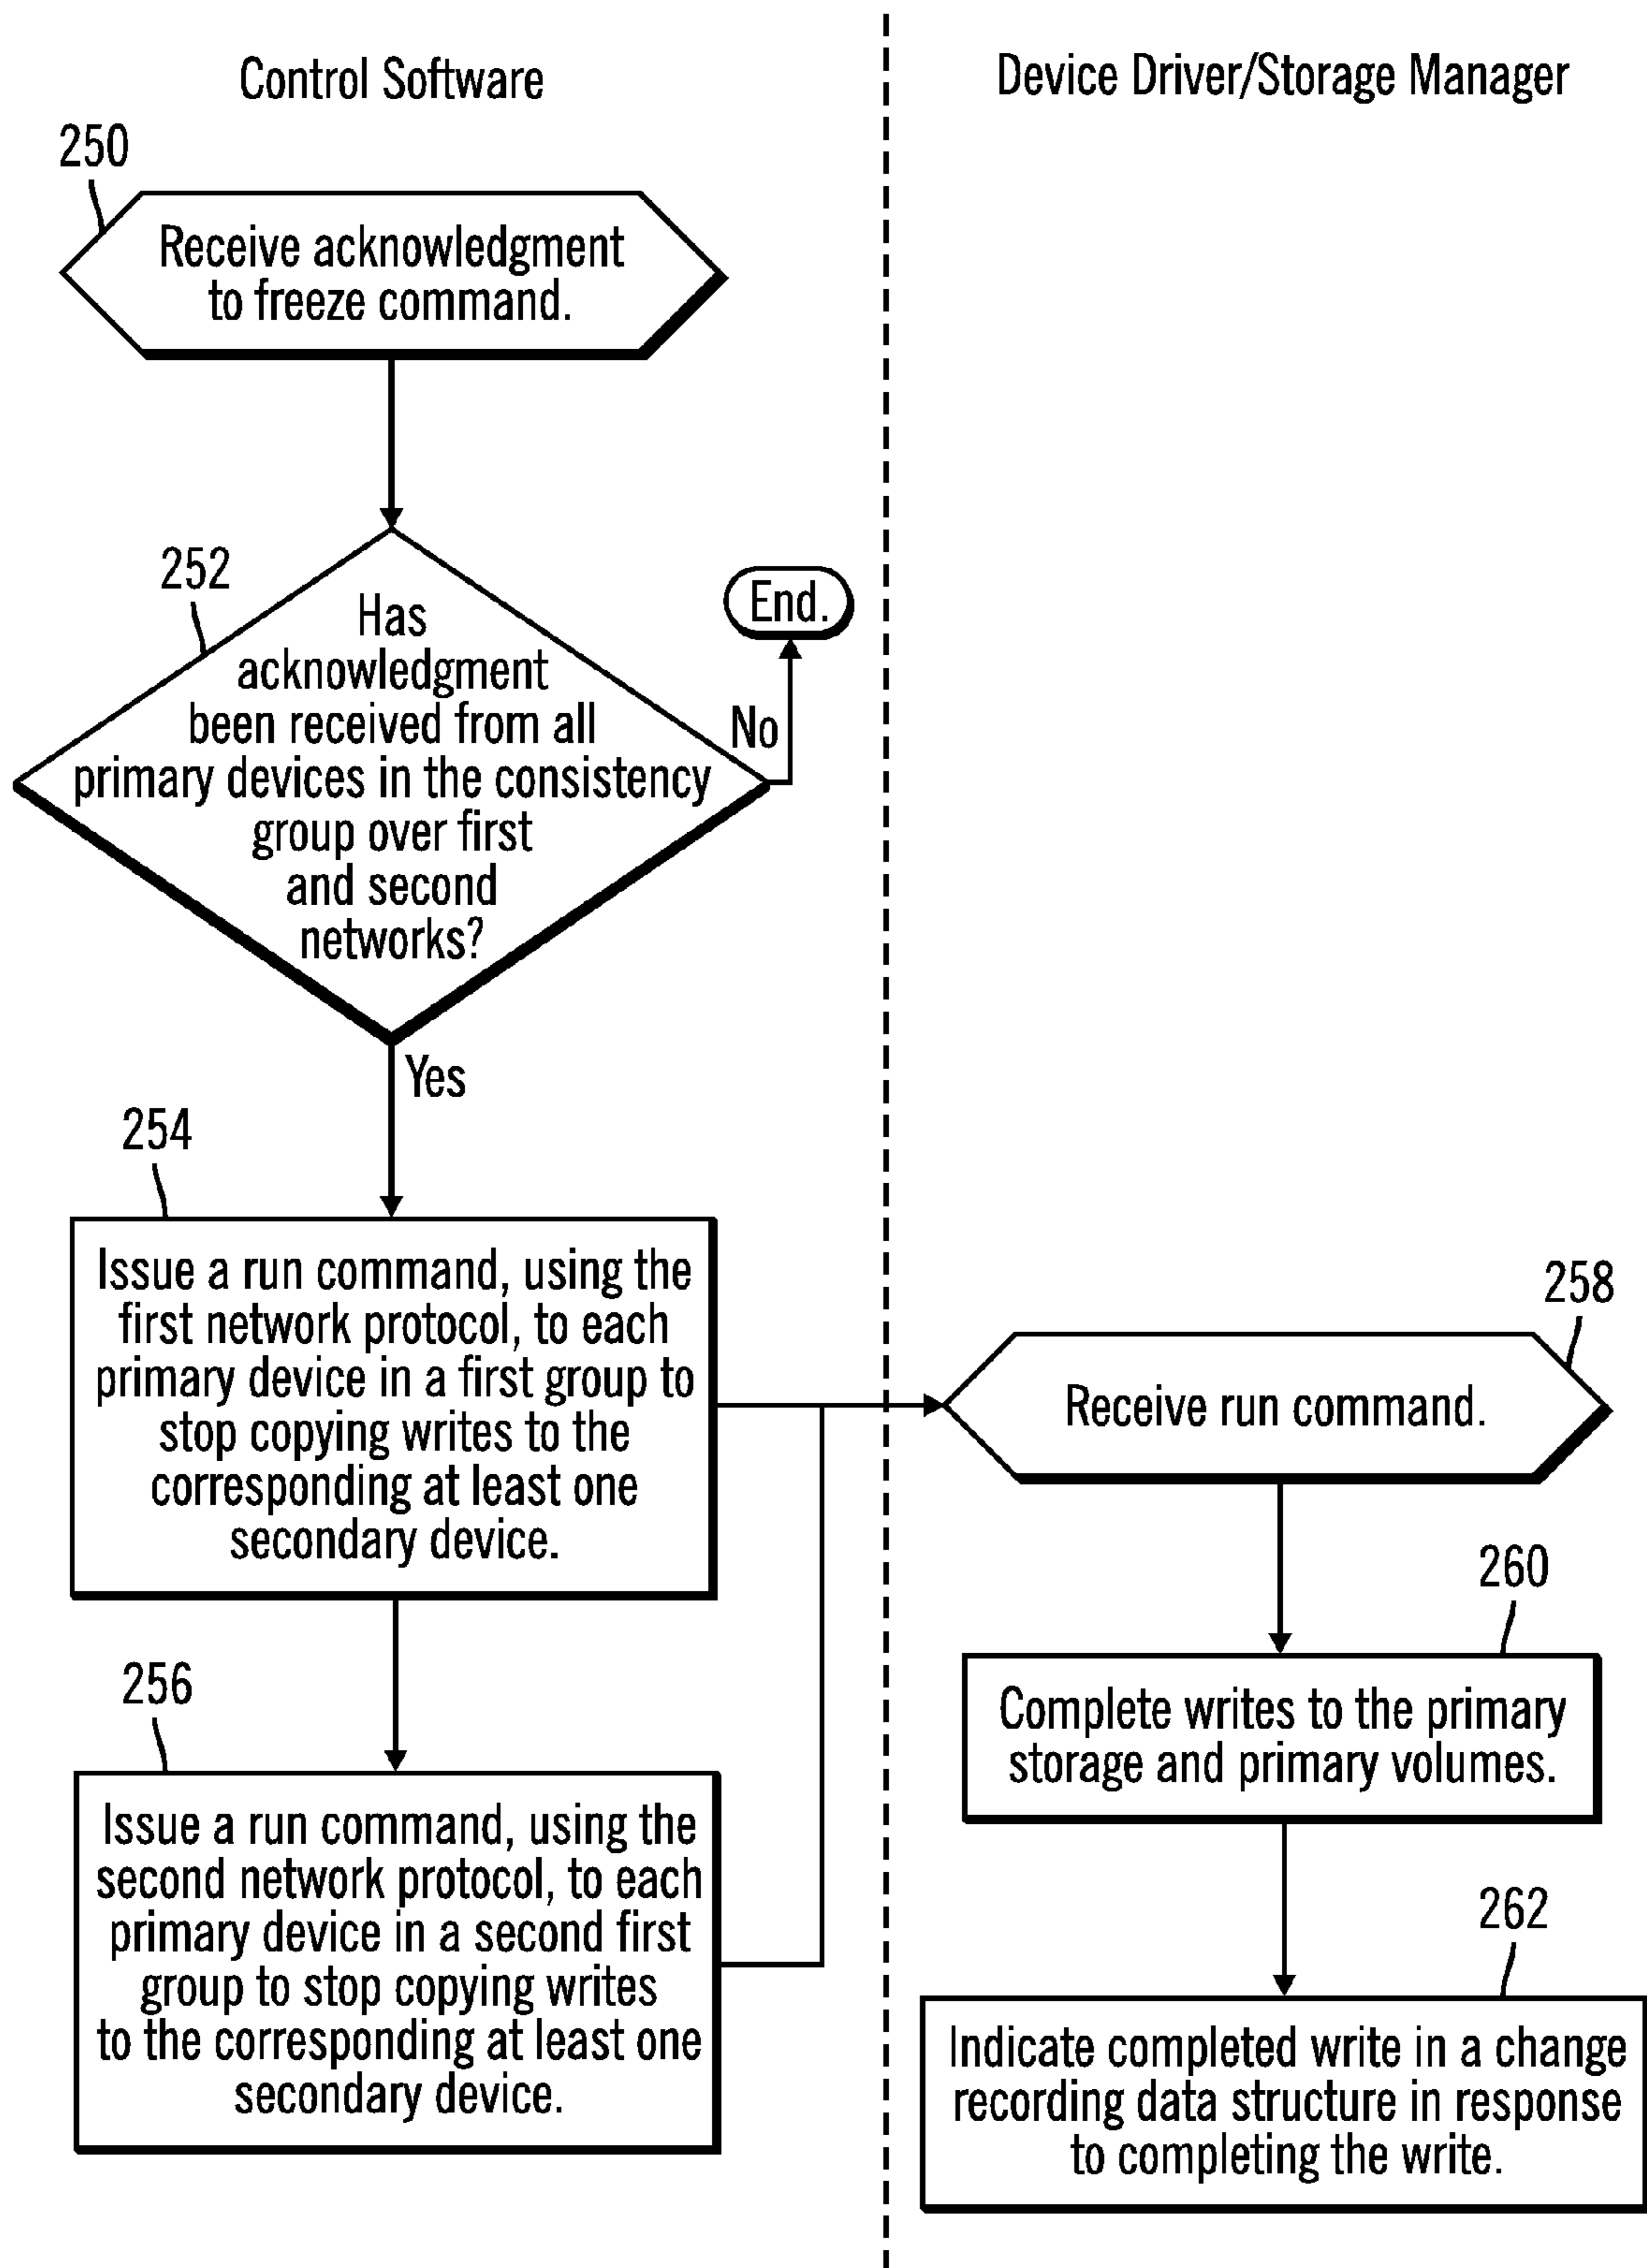 Control Software
Device Driver/Storage Manager
250
Receive acknowledgment
to freeze command.
252
Has
acknowledgment
been received from all
primary devices in the consistency
group over first
and second
networks?
End.
No
Yes
254
Issue a run command, using the
first network protocol, to each
primary device in a first group to
stop copying writes to the
corresponding at least one
secondary device.
256
Issue a run command, using the
second network protocol, to each
primary device in a second first
group to stop copying writes
to the corresponding at least one
secondary device.
258
Receive run command.
260
Complete writes to the primary
storage and primary volumes.
262
Indicate completed write in a change
recording data structure in response
to completing the write.